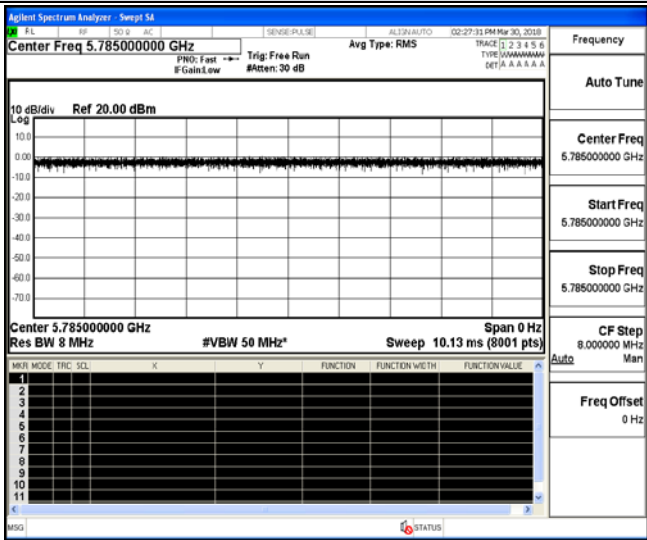 Agilent Spectrum Analyzer - Swept SA
RL RF 50 Ω AC SENSE:PULSE ALIGNAUTO 02:27:31 PM Mar 30, 2018
Center Freq 5.785000000 GHz Avg Type: RMS TRACE 1 2 3 4 5 6
PNO: Fast Trig: Free Run TYPE WWWWWW
IFGain:Low #Atten: 30 dB DET A A A A A A
10 dB/div Ref 20.00 dBm
Log
10.0
0.00
-10.0
-20.0
-30.0
-40.0
-50.0
-60.0
-70.0
Center 5.785000000 GHz Span 0 Hz
Res BW 8 MHz #VBW 50 MHz* Sweep 10.13 ms (8001 pts)
MKR MODE TRC SCL X Y FUNCTION FUNCTION WIDTH FUNCTION VALUE
1
2
3
4
5
6
7
8
9
10
11
MSG STATUS
Frequency
Auto Tune
Center Freq
5.785000000 GHz
Start Freq
5.785000000 GHz
Stop Freq
5.785000000 GHz
CF Step
8.000000 MHz
Auto Man
Freq Offset
0 Hz